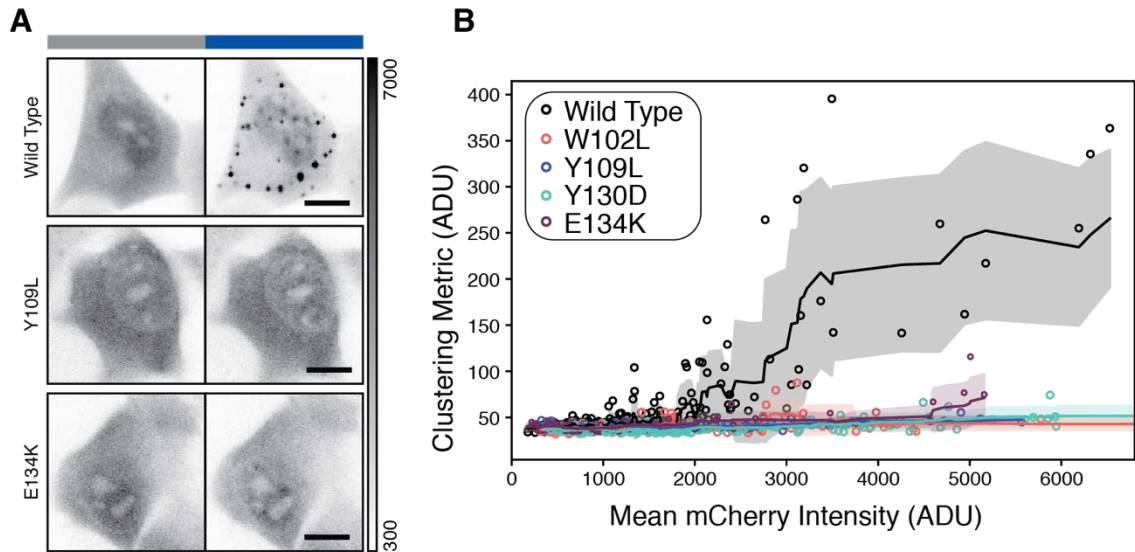 A
Wild Type
Y109L
E134K
7000
300
B
Clustering Metric (ADU)
400
350
300
250
200
150
100
50
Wild Type
W102L
Y109L
Y130D
E134K
0
1000
2000
3000
4000
5000
6000
Mean mCherry Intensity (ADU)